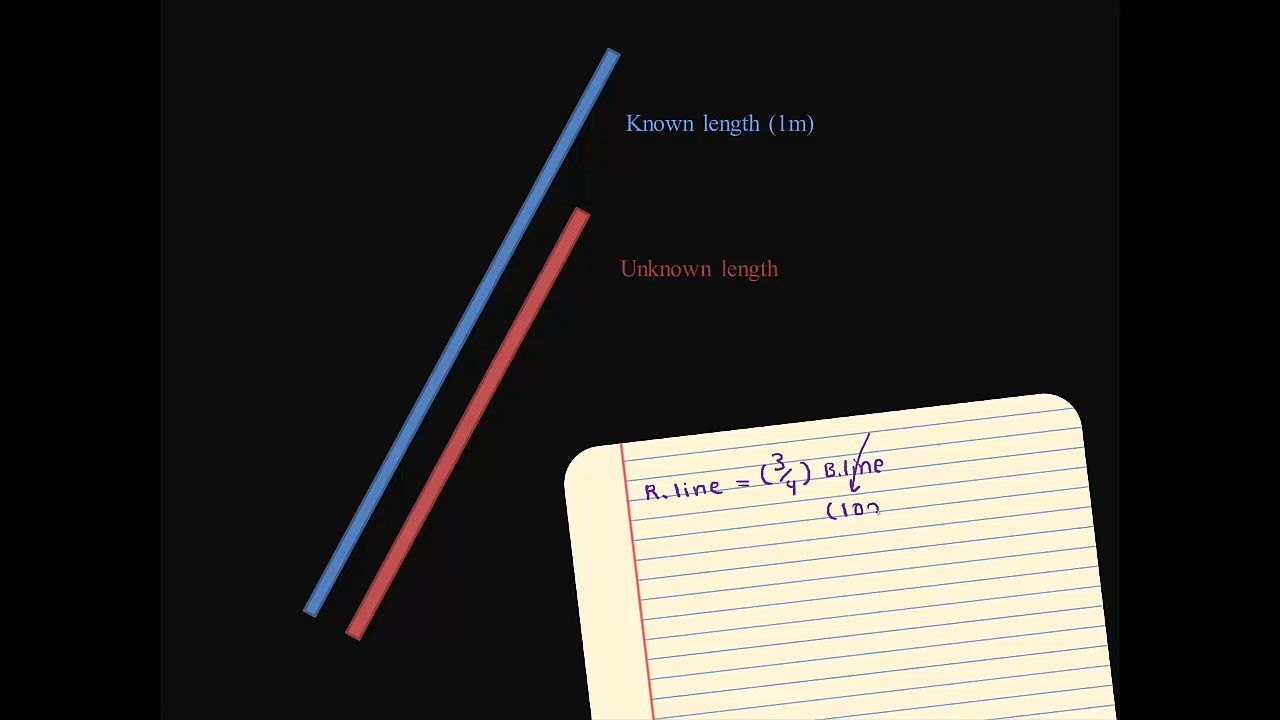 Known length (1m)
Unknown length
R.line = (3/4) B.line